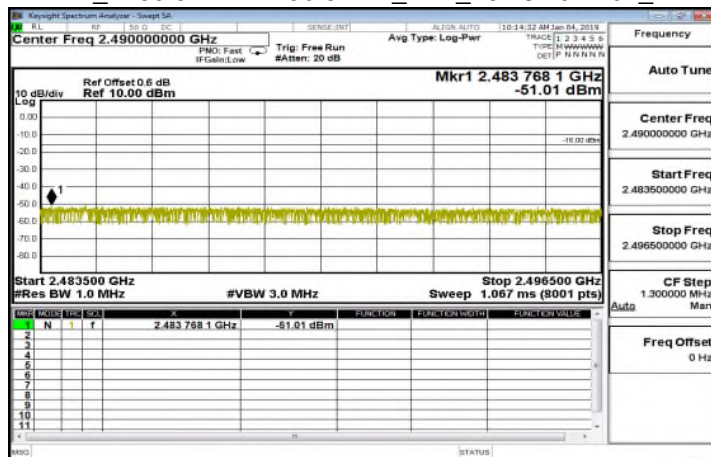 Keysight Spectrum Analyzer - Swept SA
RL RF 50 Ω DC SENSE:INT ALIGN AUTO 10:14:32 AM Jan 04, 2019
Center Freq 2.490000000 GHz
PNO: Fast
IFGain:Low
Trig: Free Run
#Atten: 20 dB
Avg Type: Log-Pwr
TRACE 1 2 3 4 5 6
TYPE M W W W W W
DET P N N N N N
Frequency
Auto Tune
Center Freq
2.490000000 GHz
Start Freq
2.483500000 GHz
Stop Freq
2.496500000 GHz
CF Step
1.300000 MHz
Auto Man
Freq Offset
0 Hz
Ref Offset 0.6 dB
10 dB/div Ref 10.00 dBm
Log
Mkr1 2.483 768 1 GHz
-51.01 dBm
0.00
-10.0
-16.00 dBm
-20.0
-30.0
-40.0
1
-50.0
-60.0
-70.0
-80.0
Start 2.483500 GHz Stop 2.496500 GHz
#Res BW 1.0 MHz #VBW 3.0 MHz Sweep 1.067 ms (8001 pts)
MKR MODE TRC SCL X Y FUNCTION FUNCTION WIDTH FUNCTION VALUE
1 N 1 f 2.483 768 1 GHz -51.01 dBm
2
3
4
5
6
7
8
9
10
11
MSG STATUS